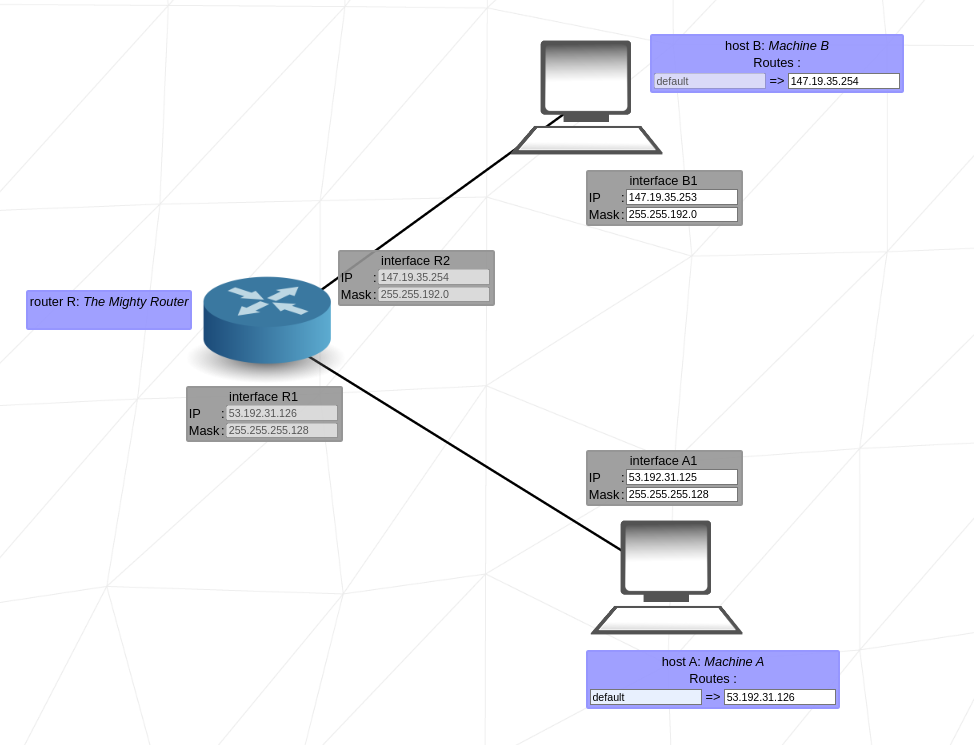 host B: Machine B
Routes :
default => 147.19.35.254
interface B1
IP : 147.19.35.253
Mask : 255.255.192.0
interface R2
IP : 147.19.35.254
Mask : 255.255.192.0
router R: The Mighty Router
interface R1
IP : 53.192.31.126
Mask : 255.255.255.128
interface A1
IP : 53.192.31.125
Mask : 255.255.255.128
host A: Machine A
Routes :
default => 53.192.31.126